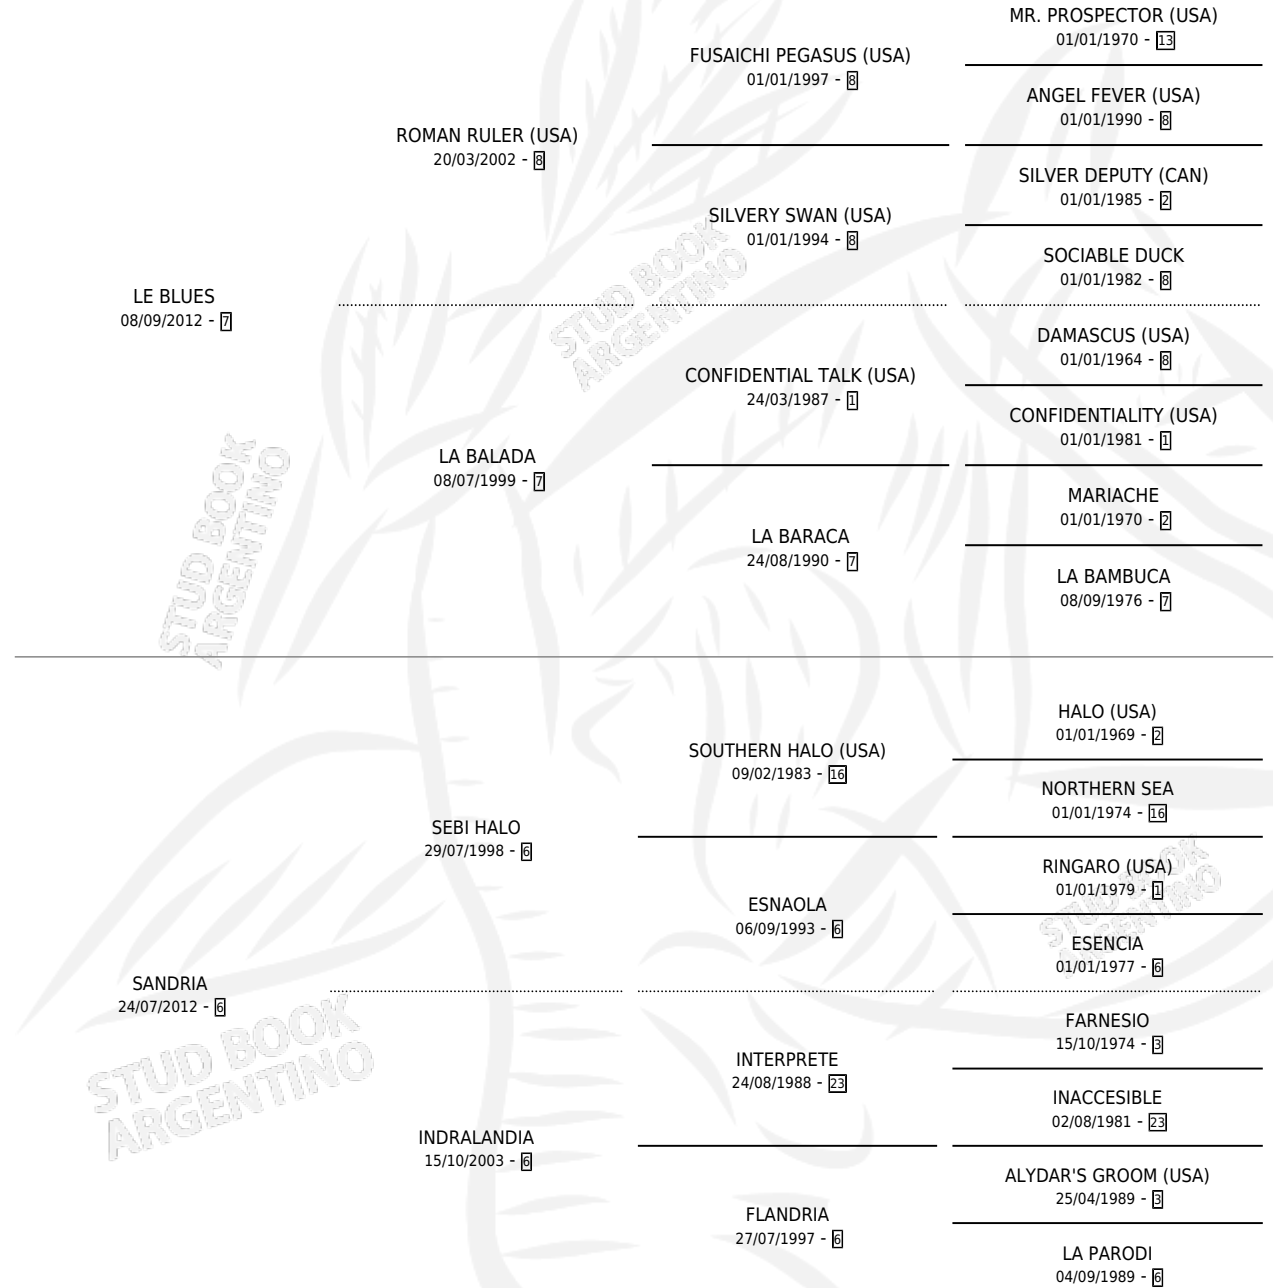 MR. PROSPECTOR (USA)
01/01/1970 - 13
FUSAICHI PEGASUS (USA)
01/01/1997 - 8
ANGEL FEVER (USA)
01/01/1990 - 8
ROMAN RULER (USA)
20/03/2002 - 8
SILVER DEPUTY (CAN)
01/01/1985 - 2
SILVERY SWAN (USA)
01/01/1994 - 8
SOCIABLE DUCK
01/01/1982 - 8
STUD BOOK
ARGENTINO
LE BLUES
08/09/2012 - 7
DAMASCUS (USA)
01/01/1964 - 8
CONFIDENTIAL TALK (USA)
24/03/1987 - 1
CONFIDENTIALITY (USA)
01/01/1981 - 1
LA BALADA
08/07/1999 - 7
MARIACHE
01/01/1970 - 2
LA BARACA
24/08/1990 - 7
LA BAMBUCA
08/09/1976 - 7
STUD BOOK
ARGENTINO
HALO (USA)
01/01/1969 - 2
SOUTHERN HALO (USA)
09/02/1983 - 16
NORTHERN SEA
01/01/1974 - 16
SEBI HALO
29/07/1998 - 6
RINGARO (USA)
01/01/1979 - 1
ESNAOLA
06/09/1993 - 6
ESENCIA
01/01/1977 - 6
STUD BOOK
ARGENTINO
SANDRIA
24/07/2012 - 6
FARNESIO
15/10/1974 - 3
INTERPRETE
24/08/1988 - 23
INACCESIBLE
02/08/1981 - 23
STUD BOOK
ARGENTINO
INDRALANDIA
15/10/2003 - 6
ALYDAR'S GROOM (USA)
25/04/1989 - 3
FLANDRIA
27/07/1997 - 6
LA PARODI
04/09/1989 - 6